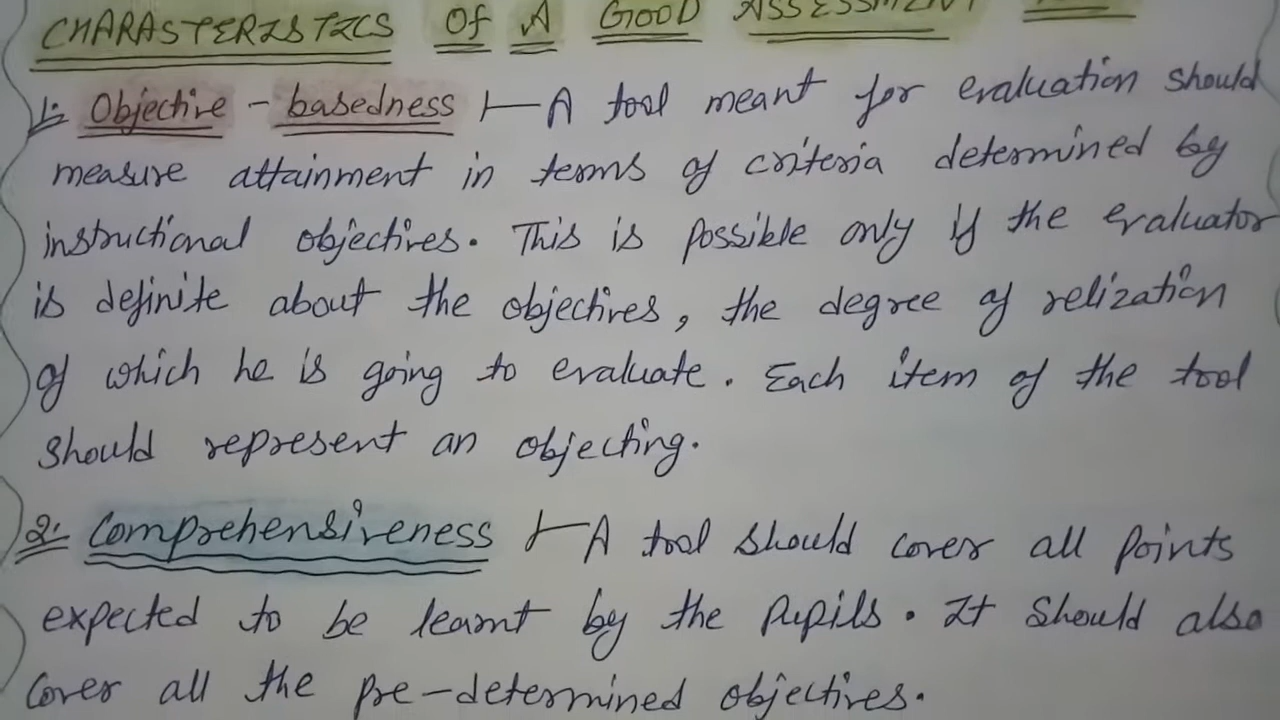 CHARASTERISTICS Of A GOOD ASSESSMENT
1. Objective - basedness :- A tool meant for evaluation should
measure attainment in terms of criteria determined by
instructional objectives. This is possible only if the evaluator
is definite about the objectives, the degree of relization
of which he is going to evaluate. Each item of the tool
should represent an objecting.
2. Comprehensiveness :- A tool should cover all points
expected to be learnt by the pupils. It should also
cover all the pre-determined objectives.